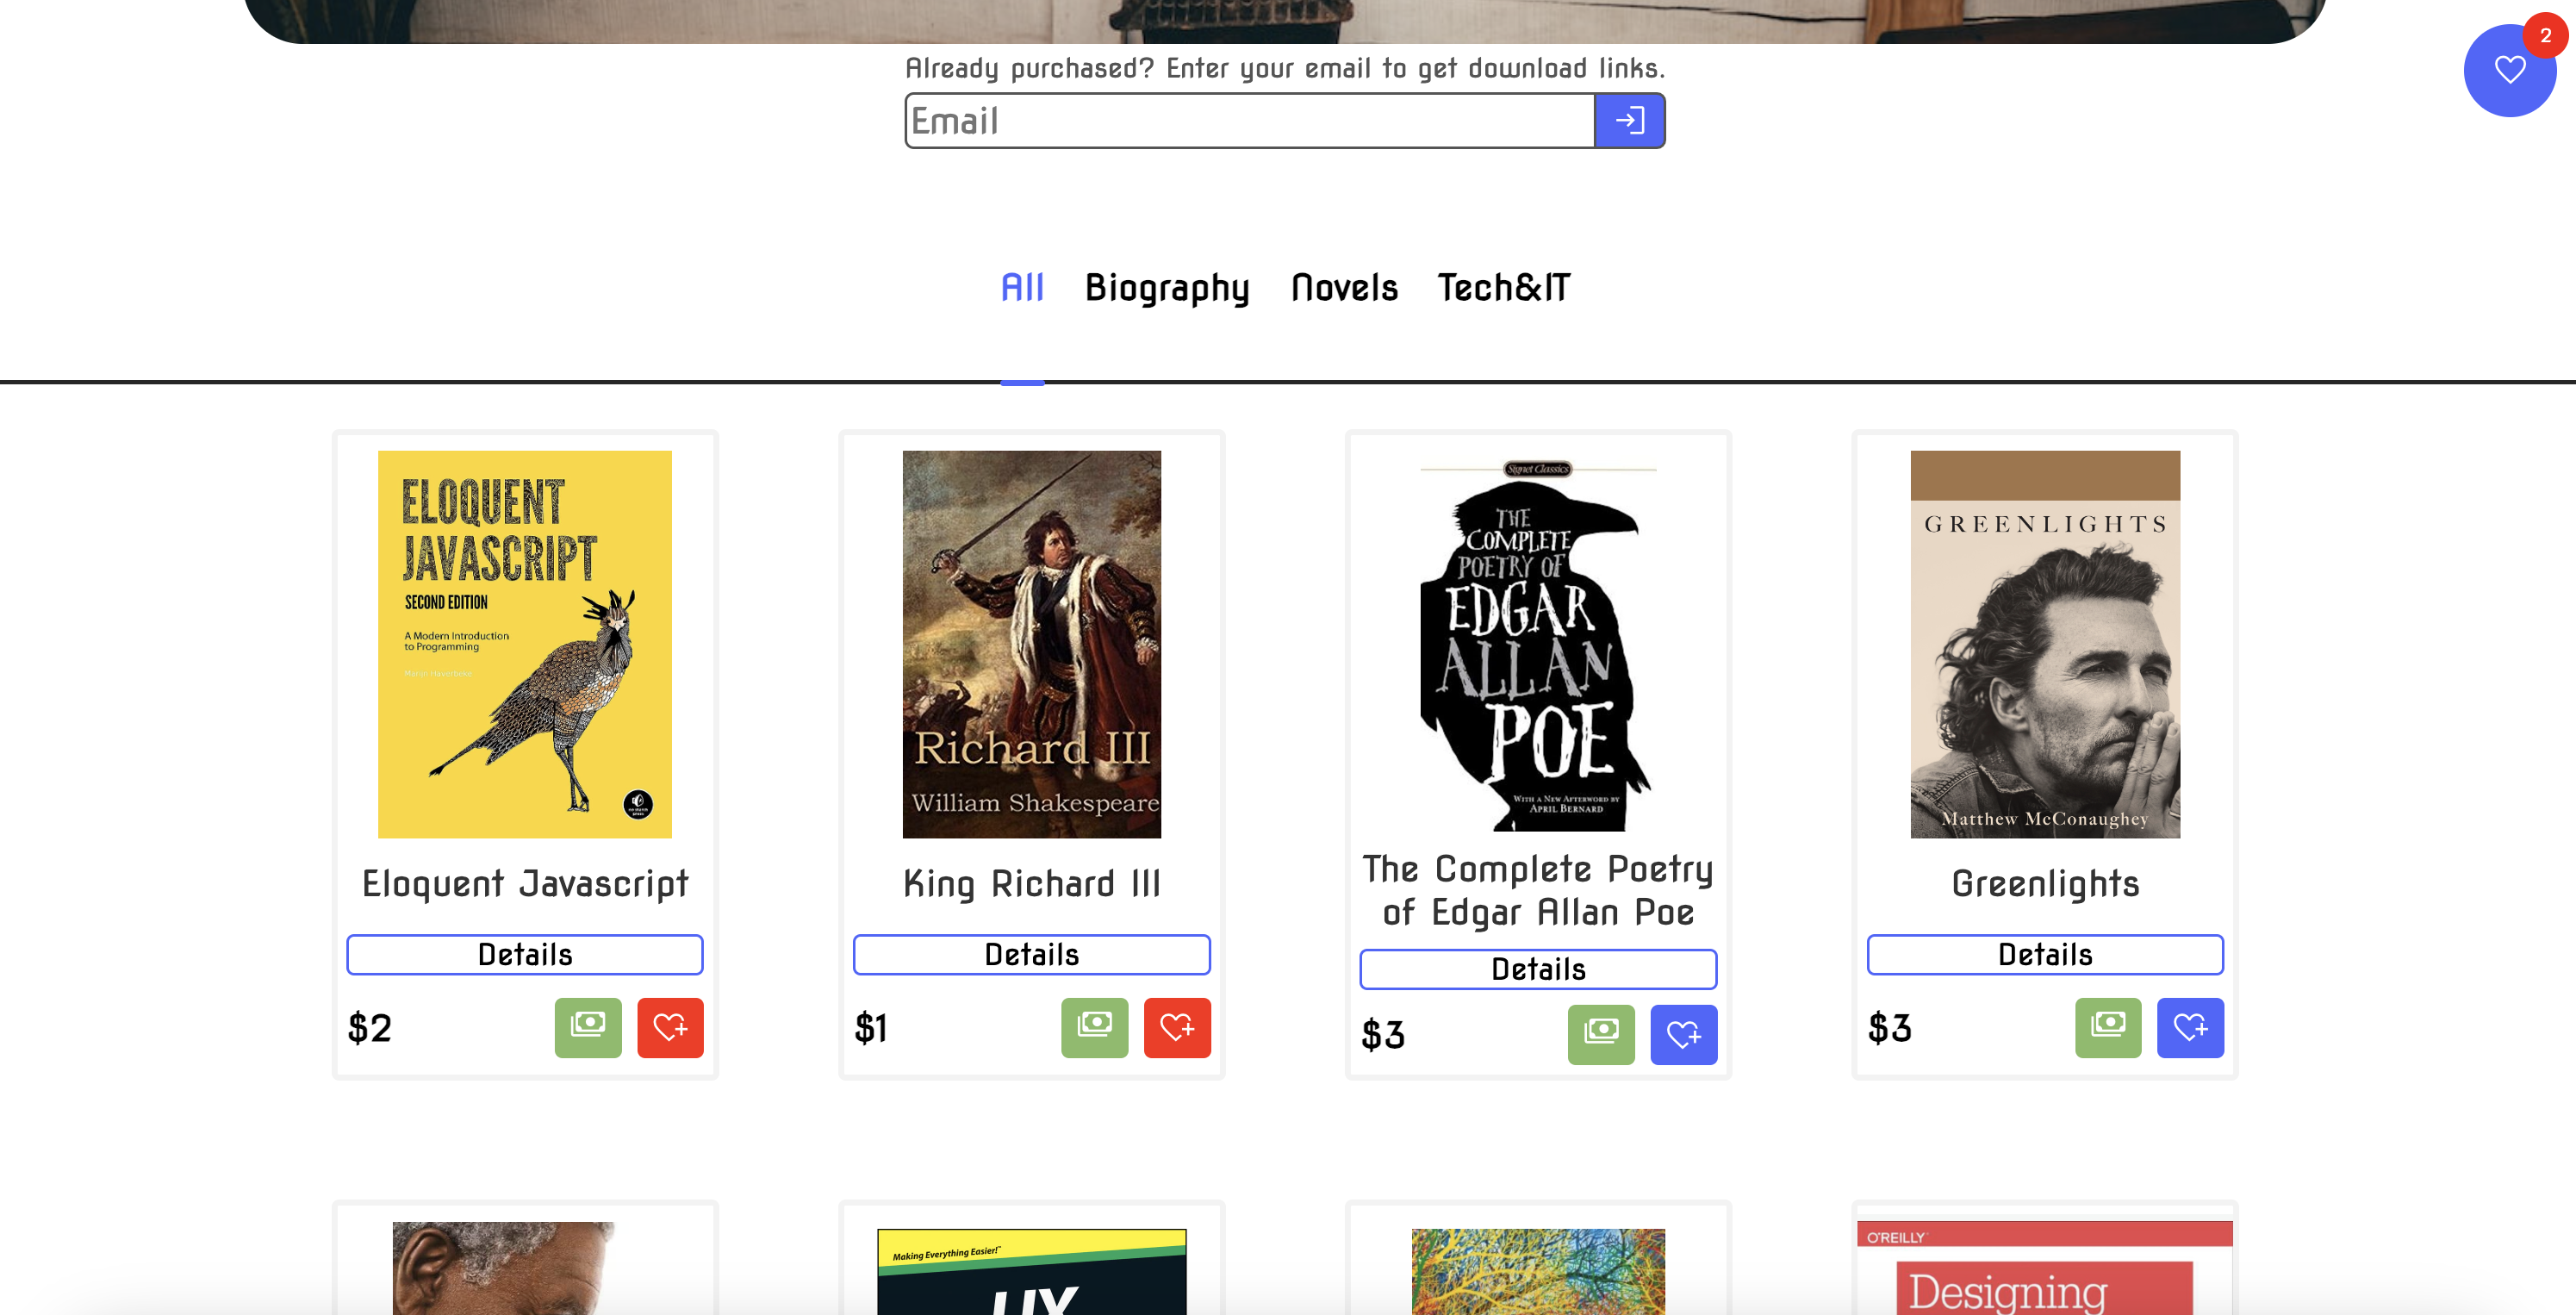 2
Already purchased? Enter your email to get download links.
Email
All Biography Novels Tech&IT
ELOQUENT
JAVASCRIPT
SECOND EDITION
A Modern Introduction
to Programming
Marijn Haverbeke
Eloquent Javascript
Details
$2
Richard III
William Shakespeare
King Richard III
Details
$1
Signet Classics
THE
COMPLETE
POETRY OF
EDGAR
ALLAN
POE
WITH A NEW AFTERWORD BY
APRIL BERNARD
The Complete Poetry
of Edgar Allan Poe
Details
$3
GREENLIGHTS
Matthew McConaughey
Greenlights
Details
$3
Making Everything Easier!™
UX
O'REILLY
Designing